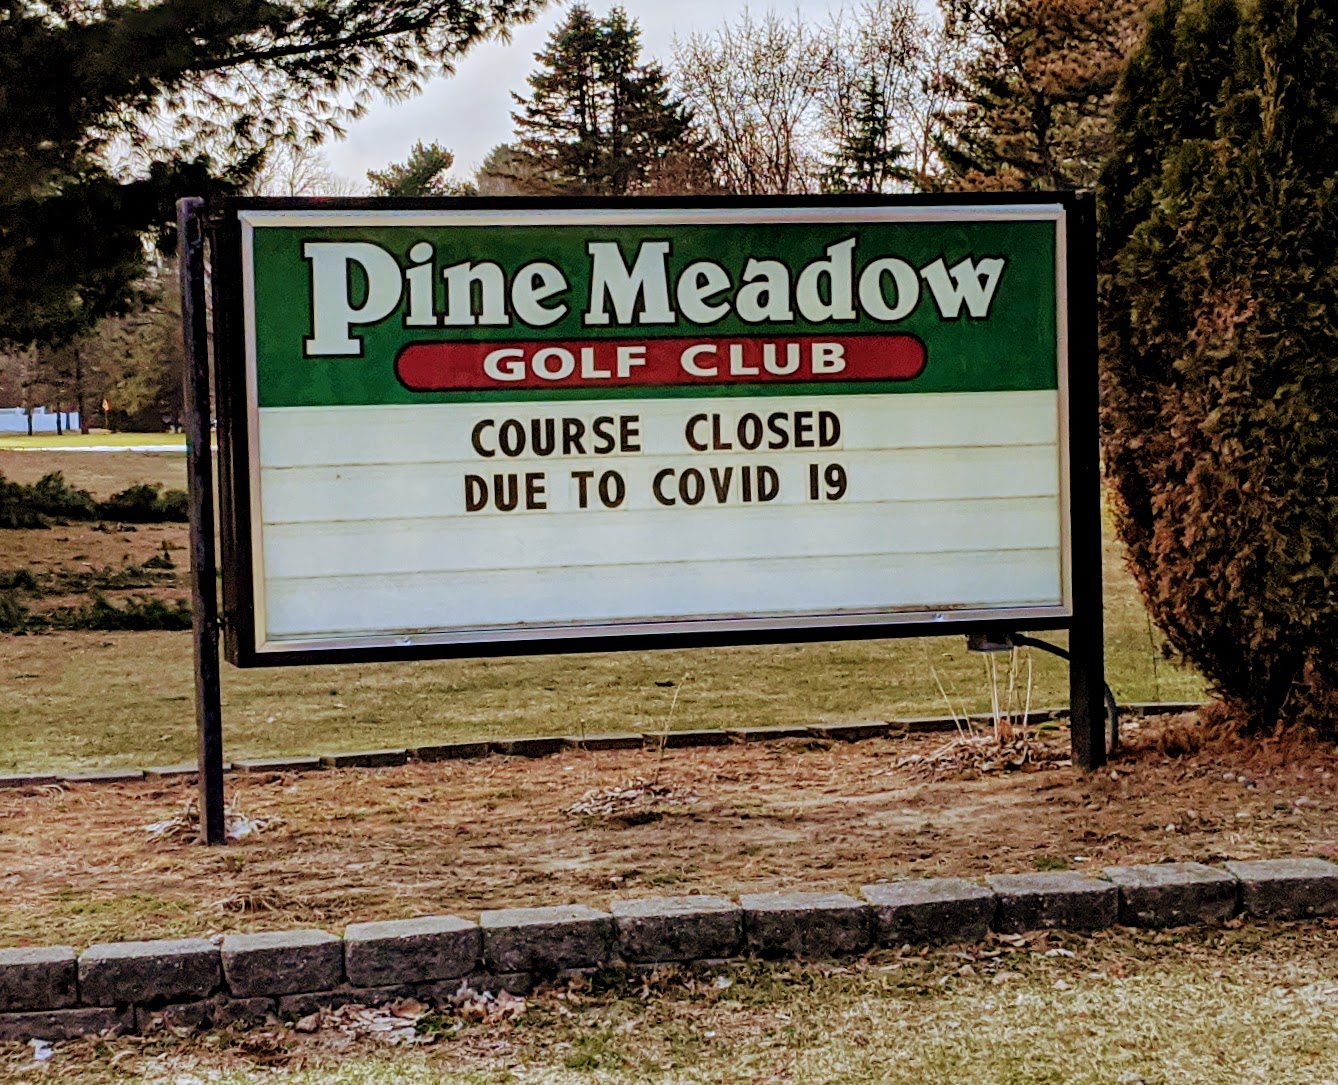 Pine Meadow
GOLF CLUB
COURSE CLOSED
DUE TO COVID 19